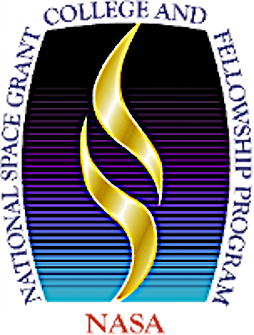 NATIONAL SPACE GRANT COLLEGE AND FELLOWSHIP PROGRAM
NASA